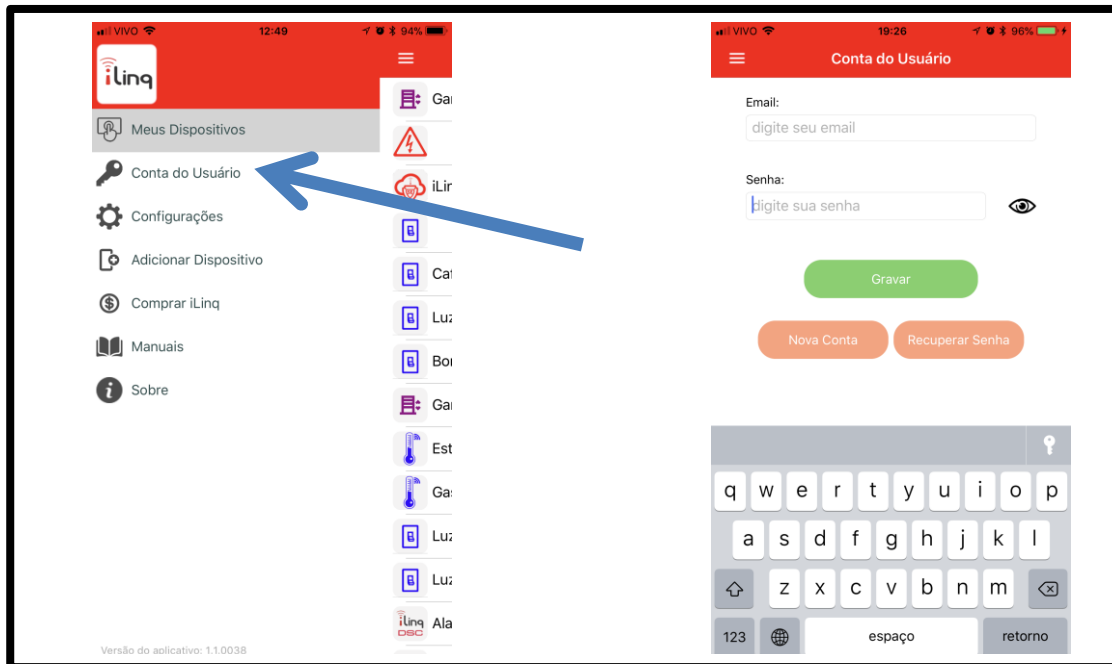 VIVO 12:49 94%
iLinq
Meus Dispositivos
Conta do Usuário
Configurações
Adicionar Dispositivo
Comprar iLinq
Manuais
Sobre
Versão do aplicativo: 1.1.0038
Gar
iLin
Caf
Luz
Bor
Gar
Est
Gas
Luz
Luz
iLinq DSC Ala
VIVO 19:26 96%
Conta do Usuário
Email:
digite seu email
Senha:
digite sua senha
Gravar
Nova Conta Recuperar Senha
q w e r t y u i o p
a s d f g h j k l
z x c v b n m
123 espaço retorno